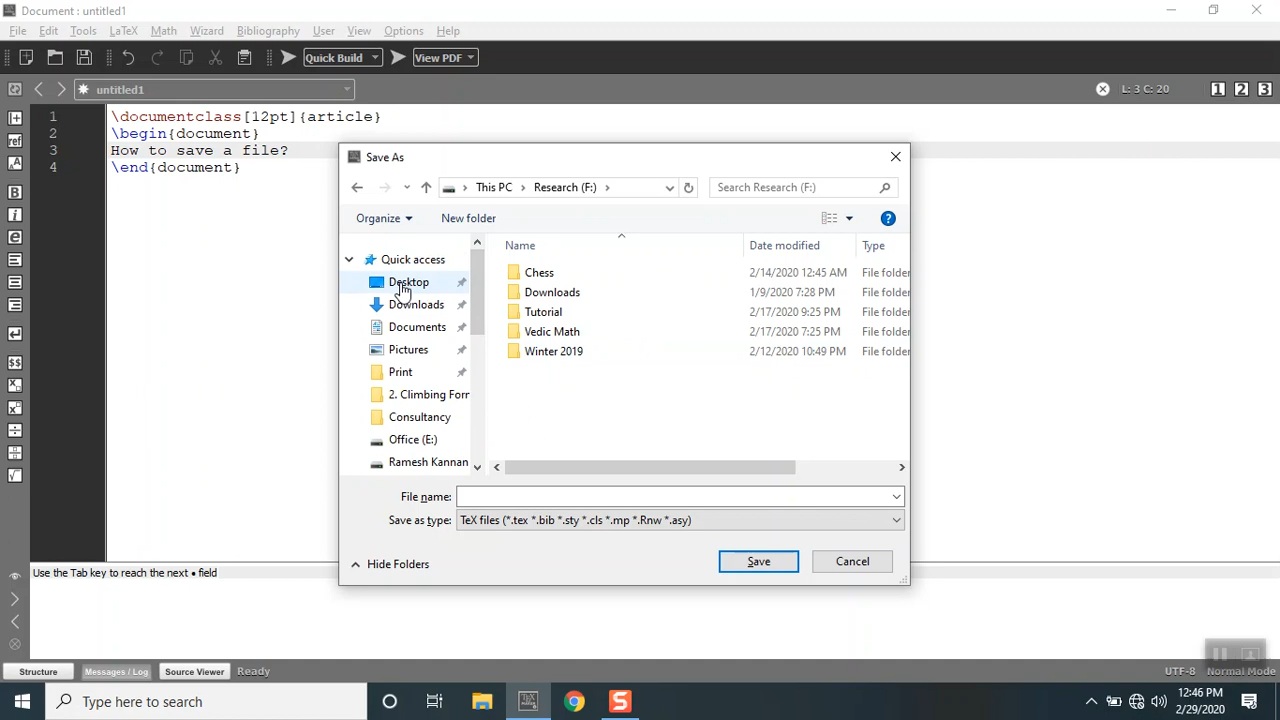 Document : untitled1
File Edit Tools LaTeX Math Wizard Bibliography User View Options Help
Quick Build View PDF
untitled1 L: 3 C: 20 1 2 3
1 \documentclass[12pt]{article}
2 \begin{document}
3 How to save a file?
4 \end{document}
Save As
This PC Research (F:) Search Research (F:)
Organize New folder
Name Date modified Type
Quick access
Desktop
Downloads
Documents
Pictures
Print
2. Climbing Forr
Consultancy
Office (E:)
Ramesh Kannan
Chess 2/14/2020 12:45 AM File folder
Downloads 1/9/2020 7:28 PM File folder
Tutorial 2/17/2020 9:25 PM File folder
Vedic Math 2/17/2020 7:25 PM File folder
Winter 2019 2/12/2020 10:49 PM File folder
File name:
Save as type: TeX files (*.tex *.bib *.sty *.cls *.mp *.Rnw *.asy)
Hide Folders Save Cancel
Use the Tab key to reach the next • field
Structure Messages / Log Source Viewer Ready UTF-8 Normal Mode
Type here to search
12:46 PM
2/29/2020